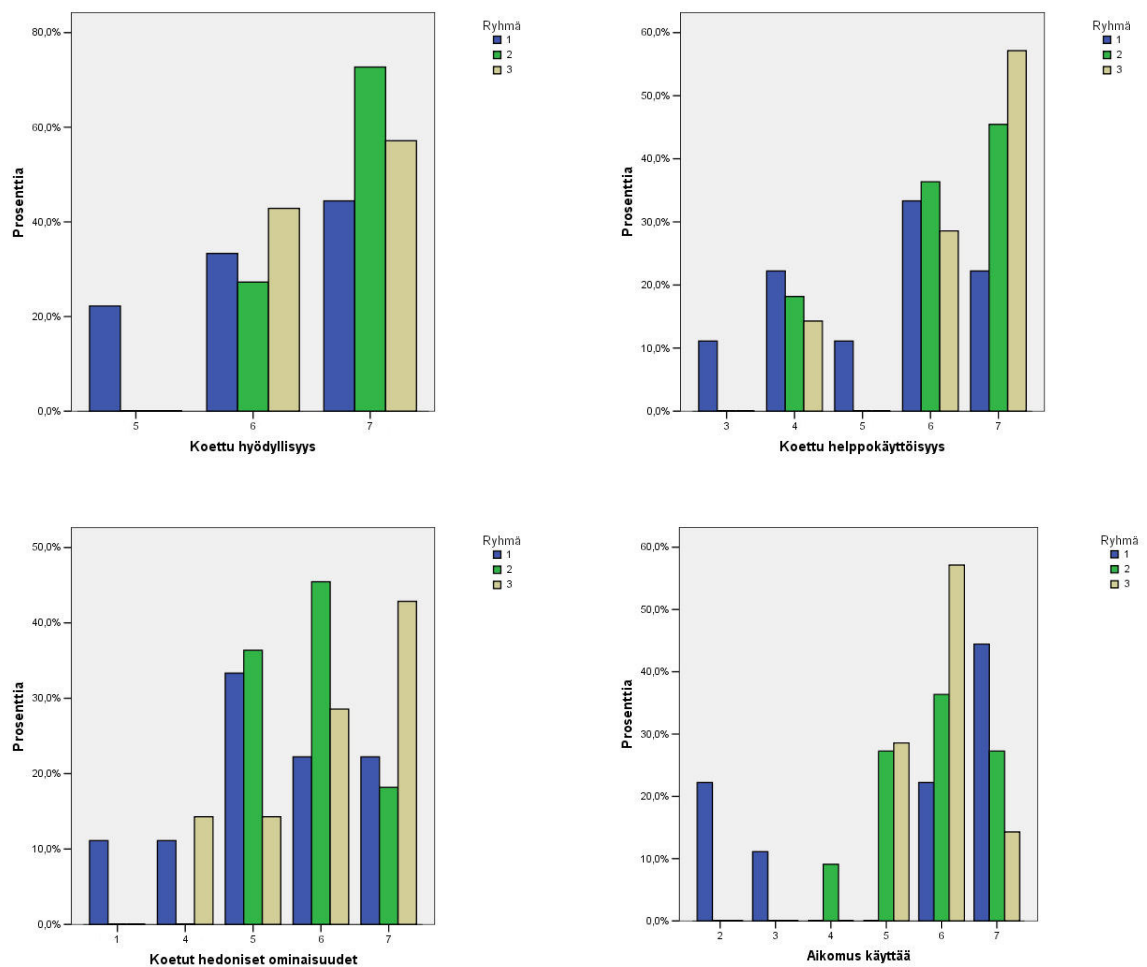 Ryhmä
1
2
3
80,0%
60,0%
40,0%
20,0%
0,0%
Prosenttia
5 6 7
Koettu hyödyllisyys
Ryhmä
1
2
3
60,0%
50,0%
40,0%
30,0%
20,0%
10,0%
0,0%
Prosenttia
3 4 5 6 7
Koettu helppokäyttöisyys
Ryhmä
1
2
3
50,0%
40,0%
30,0%
20,0%
10,0%
0,0%
Prosenttia
1 4 5 6 7
Koetut hedoniset ominaisuudet
Ryhmä
1
2
3
60,0%
50,0%
40,0%
30,0%
20,0%
10,0%
0,0%
Prosenttia
2 3 4 5 6 7
Aikomus käyttää